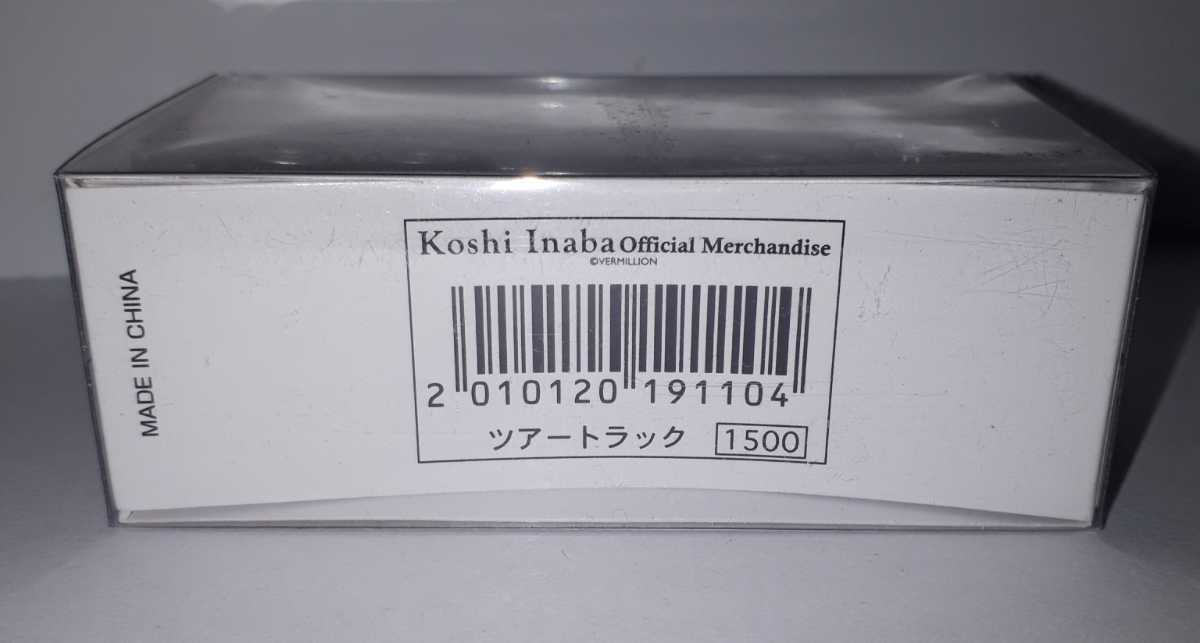 Koshi Inaba Official Merchandise
©VERMILLION
2 010120 191104
ツアートラック 1500
MADE IN CHINA